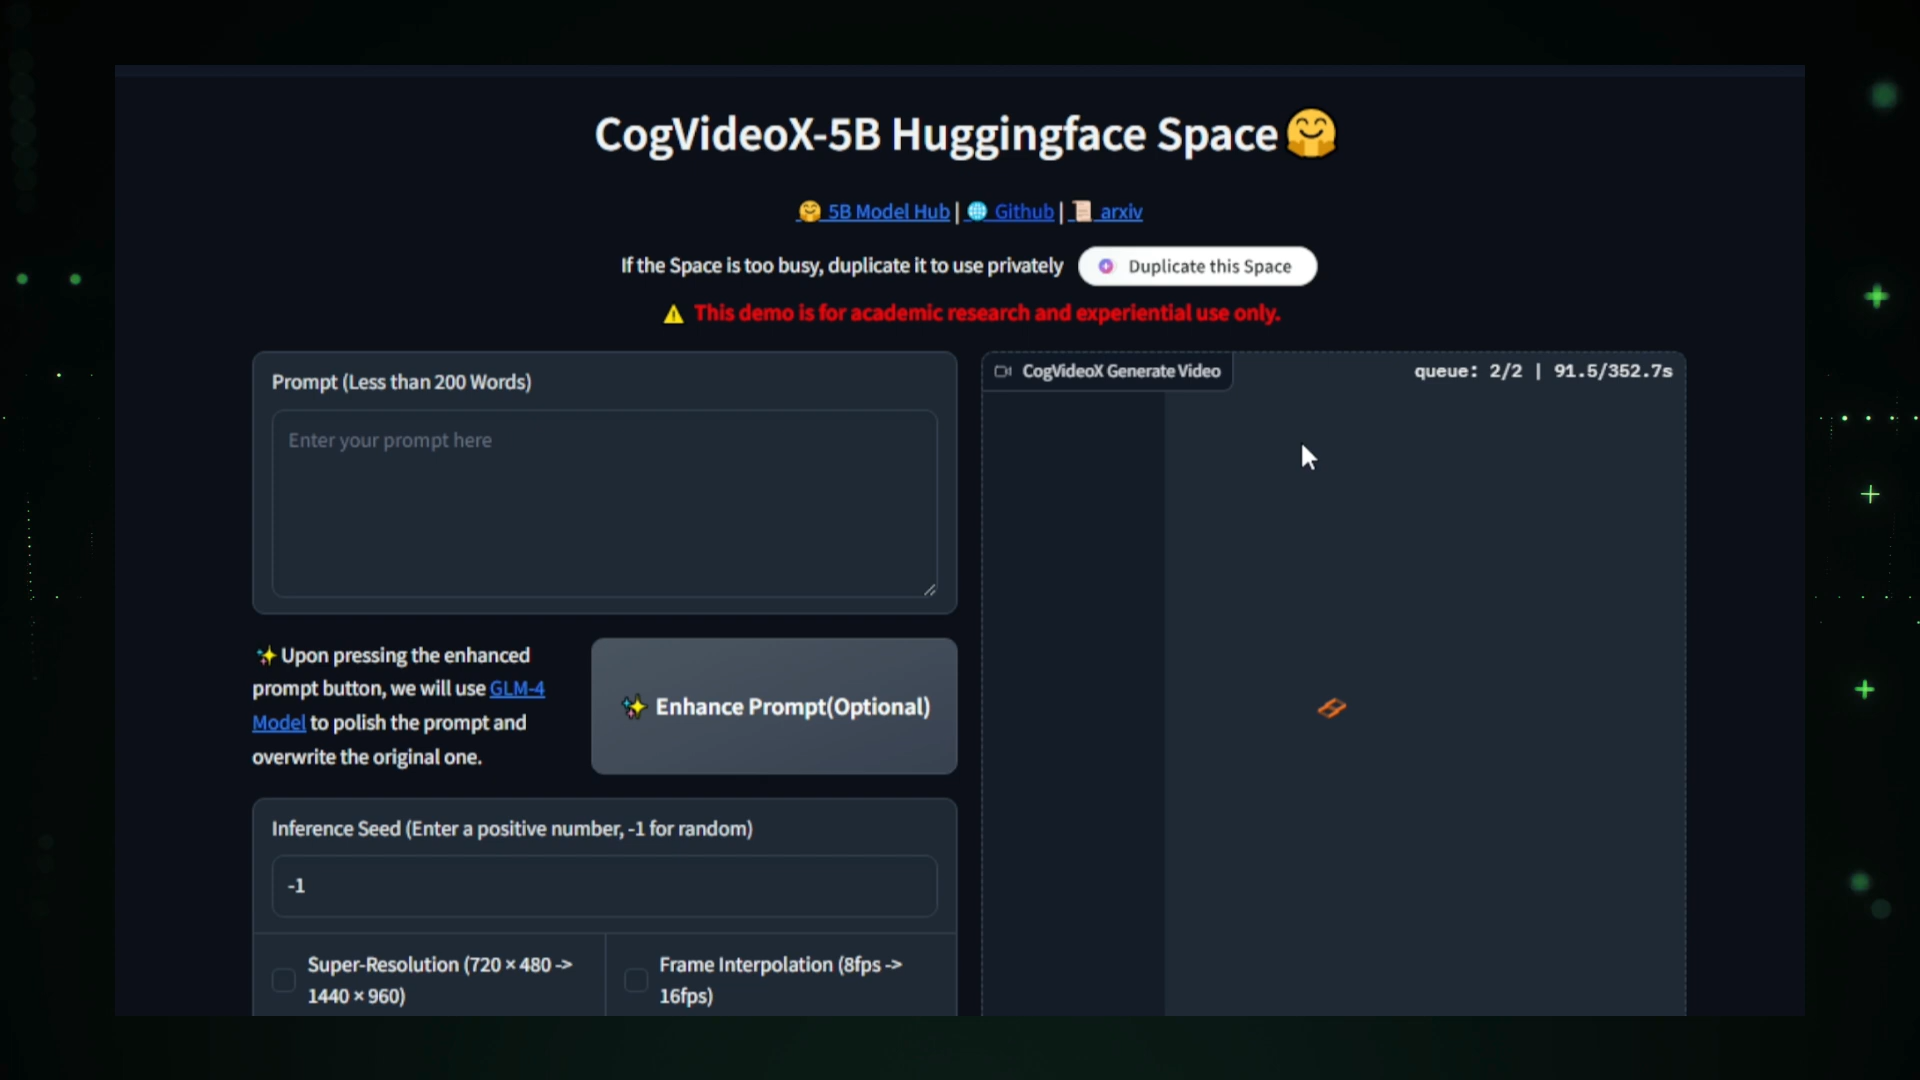 CogVideoX-5B Huggingface Space🤗
🤗 5B Model Hub | 🌐 Github | 📜 arxiv
If the Space is too busy, duplicate it to use privately Duplicate this Space
⚠️ This demo is for academic research and experiential use only.
Prompt (Less than 200 Words)
Enter your prompt here
✨ Upon pressing the enhanced
prompt button, we will use GLM-4
Model to polish the prompt and
overwrite the original one.
✨ Enhance Prompt(Optional)
Inference Seed (Enter a positive number, -1 for random)
-1
Super-Resolution (720 × 480 ->
1440 × 960)
Frame Interpolation (8fps ->
16fps)
CogVideoX Generate Video
queue: 2/2 | 91.5/352.7s